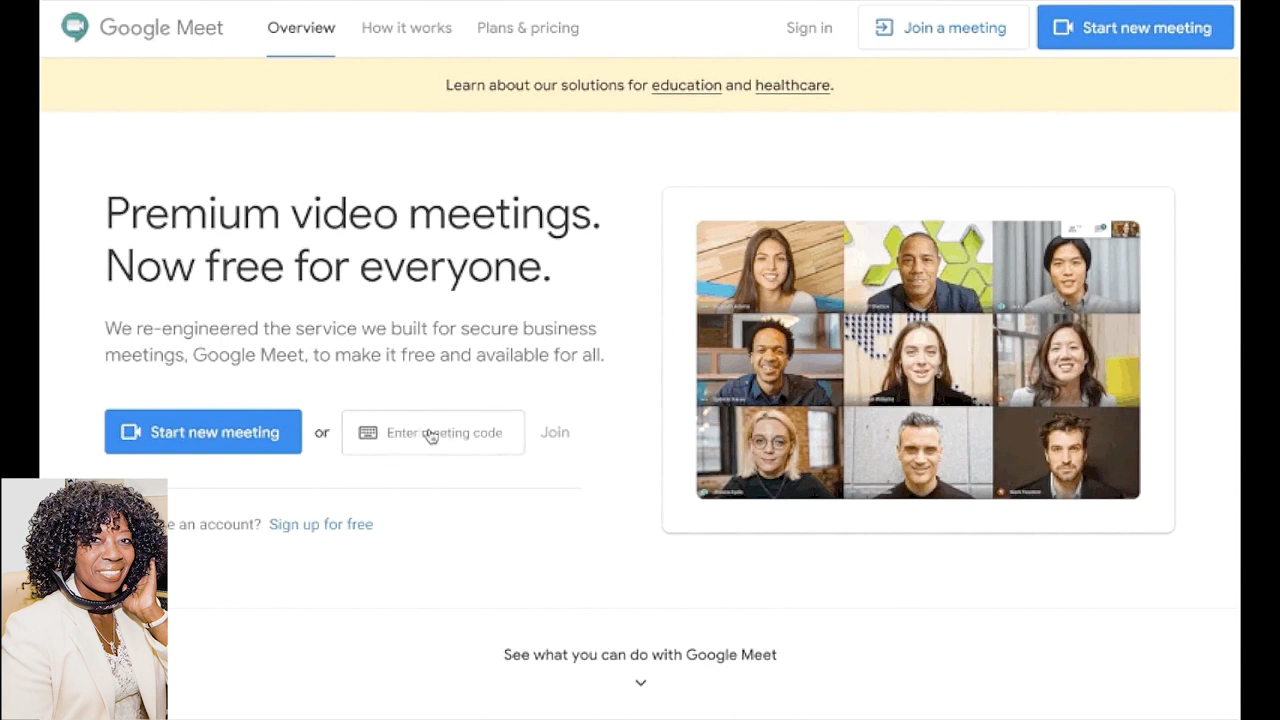 Google Meet
Overview
How it works
Plans & pricing
Sign in
Join a meeting
Start new meeting
Learn about our solutions for education and healthcare.
Premium video meetings.
Now free for everyone.
We re-engineered the service we built for secure business
meetings, Google Meet, to make it free and available for all.
Start new meeting
or
Enter meeting code
Join
e an account? Sign up for free
See what you can do with Google Meet